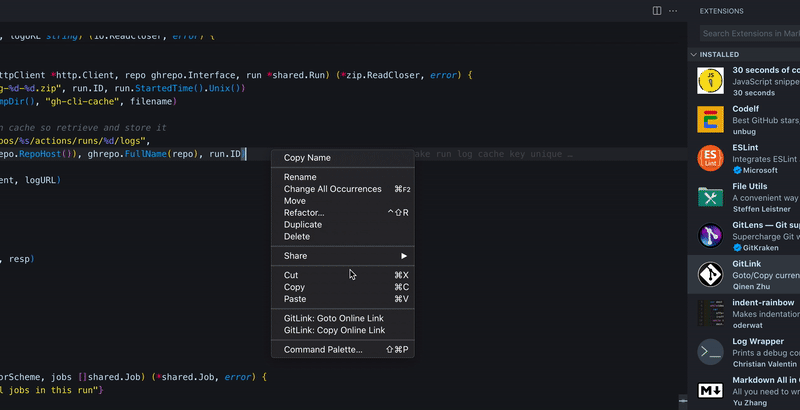 logURL string) (io.ReadCloser, error) {
ttpClient *http.Client, repo ghrepo.Interface, run *shared.Run) (*zip.ReadCloser, error) {
g-%d-%d.zip", run.ID, run.StartedTime().Unix())
mpDir(), "gh-cli-cache", filename)
n cache so retrieve and store it
pos/%s/actions/runs/%d/logs",
epo.RepoHost()), ghrepo.FullName(repo), run.ID
ake run log cache key unique …
ent, logURL)
, resp)
orScheme, jobs []shared.Job) (*shared.Job, error) {
l jobs in this run"}
Copy Name
Rename
Change All Occurrences ⌘F2
Move
Refactor... ^⇧R
Duplicate
Delete
Share ▶
Cut ⌘X
Copy ⌘C
Paste ⌘V
GitLink: Goto Online Link
GitLink: Copy Online Link
Command Palette... ⇧⌘P
EXTENSIONS
Search Extensions in Mar
INSTALLED
JS
30 seconds of co
JavaScript snippe
30 seconds
Codelf
Best GitHub stars,
unbug
ESLint
Integrates ESLint
Microsoft
File Utils
A convenient way
Steffen Leistner
GitLens — Git sup
Supercharge Git w
GitKraken
GitLink
Goto/Copy curren
Qinen Zhu
indent-rainbow
Makes indentation
oderwat
Log Wrapper
Prints a debug co
Christian Valentin
Markdown All in O
All you need to wr
Yu Zhang